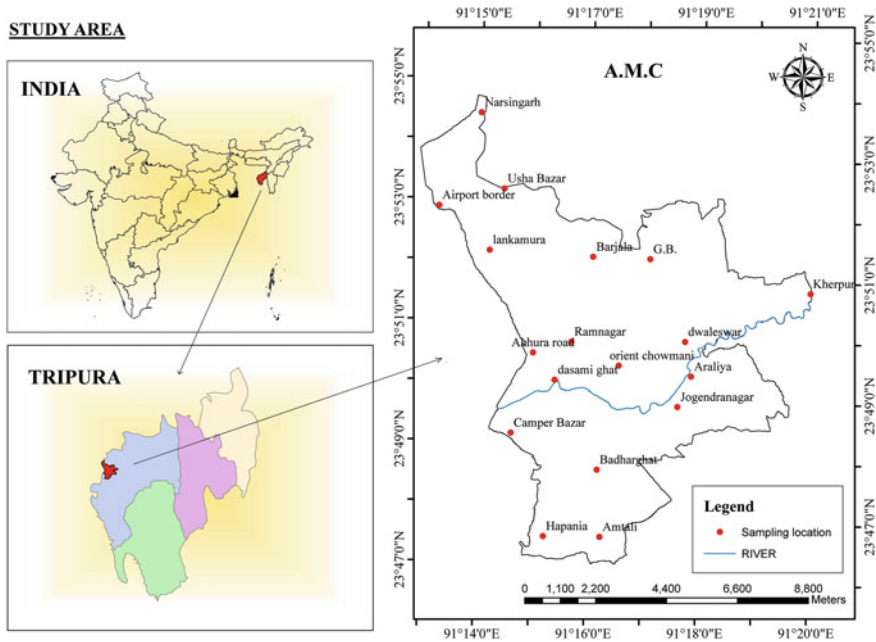 STUDY AREA
INDIA
TRIPURA
91°15'0"E 91°17'0"E 91°19'0"E 91°21'0"E
A.M.C
N
W E
S
23°55'0"N
23°53'0"N
23°51'0"N
23°49'0"N
23°47'0"N
23°55'0"N
23°53'0"N
23°51'0"N
23°49'0"N
23°47'0"N
Narsingarh
Usha Bazar
Airport border
lankamura
Barjala
G.B.
Kherpur
Ramnagar
dwaleswar
Abhura road
orient chowmani
dasami ghat
Araliya
Jogendranagar
Camper Bazar
Badharghat
Hapania
Amtali
Legend
Sampling location
RIVER
0 1,100 2,200 4,400 6,600 8,800
Meters
91°14'0"E 91°16'0"E 91°18'0"E 91°20'0"E